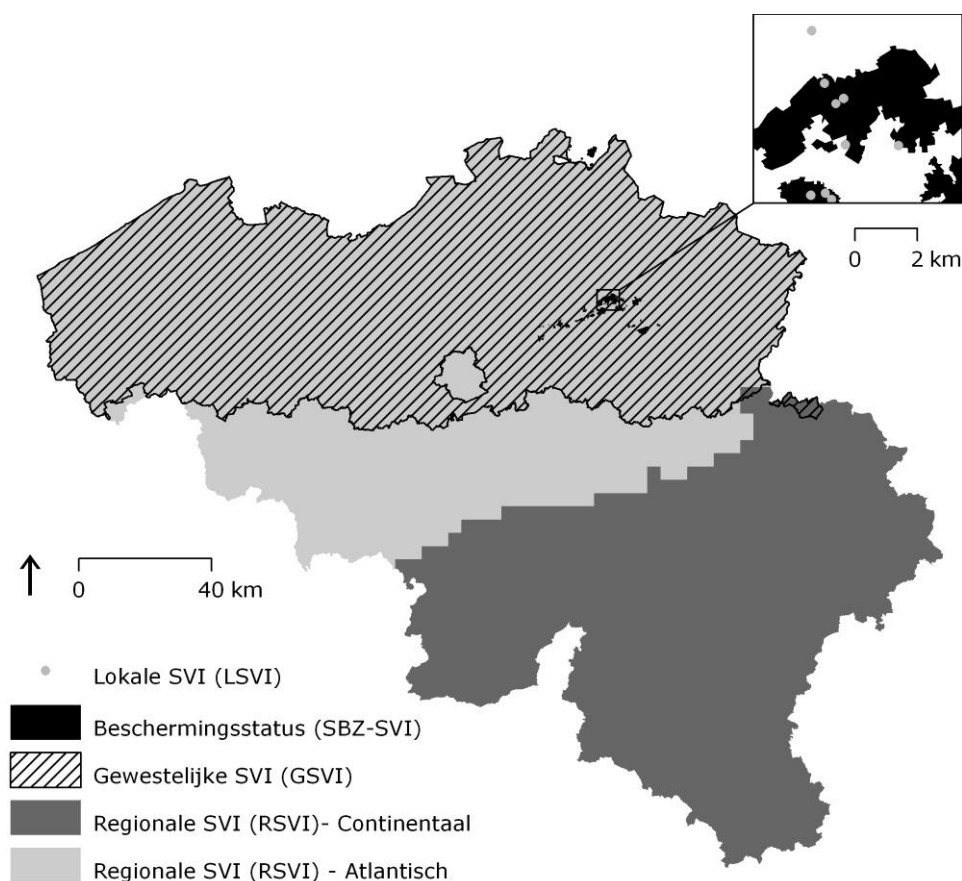 0 2 km
0 40 km
Lokale SVI (LSVI)
Beschermingsstatus (SBZ-SVI)
Gewestelijke SVI (GSVI)
Regionale SVI (RSVI)- Continentaal
Regionale SVI (RSVI) - Atlantisch